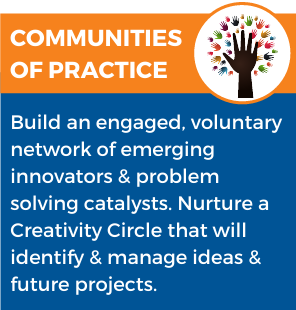 COMMUNITIES
OF PRACTICE
Build an engaged, voluntary
network of emerging
innovators & problem
solving catalysts. Nurture a
Creativity Circle that will
identify & manage ideas &
future projects.